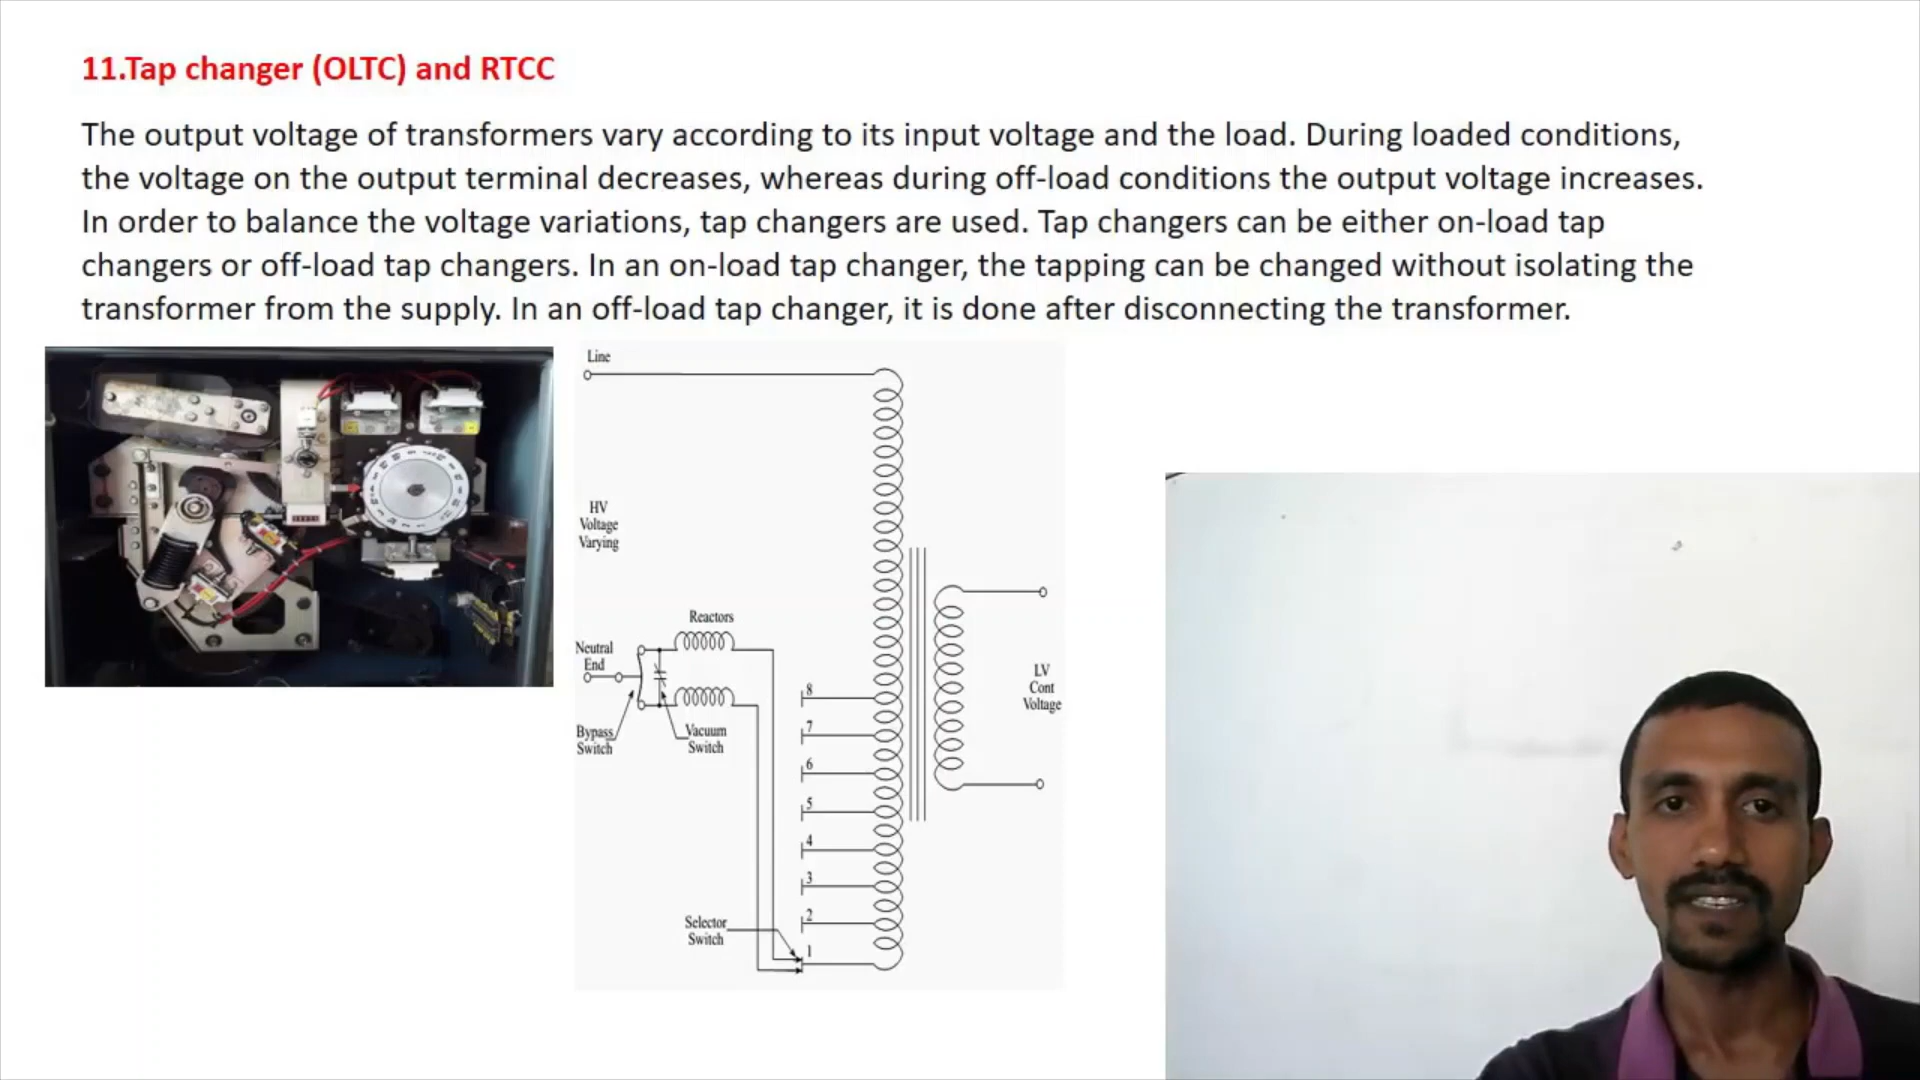 11.Tap changer (OLTC) and RTCC
The output voltage of transformers vary according to its input voltage and the load. During loaded conditions,
the voltage on the output terminal decreases, whereas during off-load conditions the output voltage increases.
In order to balance the voltage variations, tap changers are used. Tap changers can be either on-load tap
changers or off-load tap changers. In an on-load tap changer, the tapping can be changed without isolating the
transformer from the supply. In an off-load tap changer, it is done after disconnecting the transformer.
Line
HV
Voltage
Varying
Reactors
Neutral
End
Bypass
Switch
Vacuum
Switch
8
7
6
5
4
3
2
1
Selector
Switch
LV
Cont
Voltage